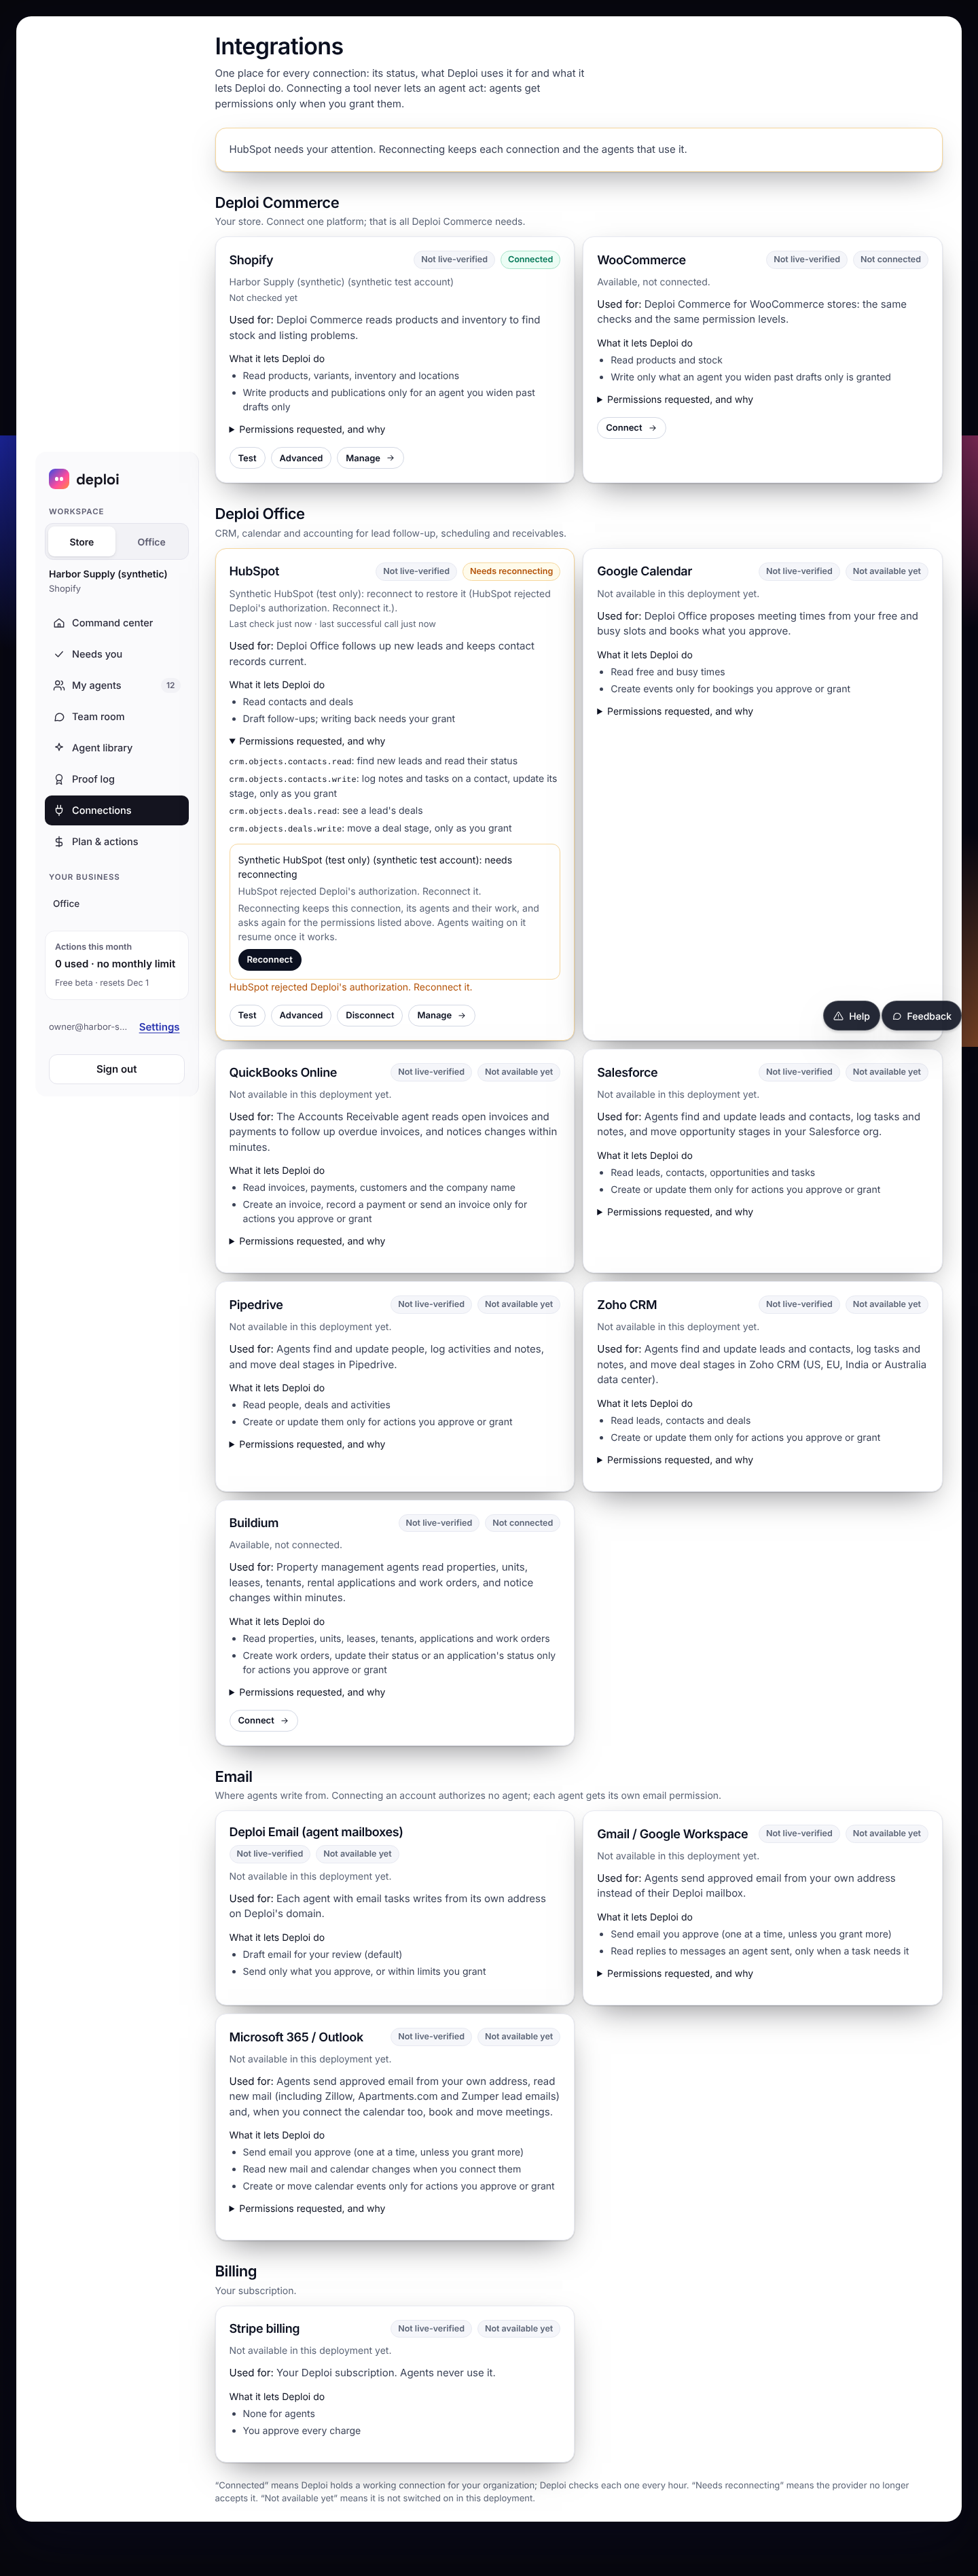 Integrations
One place for every connection: its status, what Deploi uses it for and what it
lets Deploi do. Connecting a tool never lets an agent act: agents get
permissions only when you grant them.
HubSpot needs your attention. Reconnecting keeps each connection and the agents that use it.
Deploi Commerce
Your store. Connect one platform; that is all Deploi Commerce needs.
Shopify
Not live-verified
Connected
Harbor Supply (synthetic) (synthetic test account)
Not checked yet
Used for: Deploi Commerce reads products and inventory to find
stock and listing problems.
What it lets Deploi do
• Read products, variants, inventory and locations
• Write products and publications only for an agent you widen past
drafts only
▶ Permissions requested, and why
Test
Advanced
Manage →
WooCommerce
Not live-verified
Not connected
Available, not connected.
Used for: Deploi Commerce for WooCommerce stores: the same
checks and the same permission levels.
What it lets Deploi do
• Read products and stock
• Write only what an agent you widen past drafts only is granted
▶ Permissions requested, and why
Connect →
deploi
WORKSPACE
Store
Office
Harbor Supply (synthetic)
Shopify
Command center
Needs you
My agents
12
Team room
Agent library
Proof log
Connections
Plan & actions
YOUR BUSINESS
Office
Actions this month
0 used · no monthly limit
Free beta · resets Dec 1
owner@harbor-s...
Settings
Sign out
Deploi Office
CRM, calendar and accounting for lead follow-up, scheduling and receivables.
HubSpot
Not live-verified
Needs reconnecting
Synthetic HubSpot (test only): reconnect to restore it (HubSpot rejected
Deploi's authorization. Reconnect it.).
Last check just now · last successful call just now
Used for: Deploi Office follows up new leads and keeps contact
records current.
What it lets Deploi do
• Read contacts and deals
• Draft follow-ups; writing back needs your grant
▼ Permissions requested, and why
crm.objects.contacts.read: find new leads and read their status
crm.objects.contacts.write: log notes and tasks on a contact, update its
stage, only as you grant
crm.objects.deals.read: see a lead's deals
crm.objects.deals.write: move a deal stage, only as you grant
Synthetic HubSpot (test only) (synthetic test account): needs
reconnecting
HubSpot rejected Deploi's authorization. Reconnect it.
Reconnecting keeps this connection, its agents and their work, and
asks again for the permissions listed above. Agents waiting on it
resume once it works.
Reconnect
HubSpot rejected Deploi's authorization. Reconnect it.
Test
Advanced
Disconnect
Manage →
Google Calendar
Not live-verified
Not available yet
Not available in this deployment yet.
Used for: Deploi Office proposes meeting times from your free and
busy slots and books what you approve.
What it lets Deploi do
• Read free and busy times
• Create events only for bookings you approve or grant
▶ Permissions requested, and why
Help
Feedback
QuickBooks Online
Not live-verified
Not available yet
Not available in this deployment yet.
Used for: The Accounts Receivable agent reads open invoices and
payments to follow up overdue invoices, and notices changes within
minutes.
What it lets Deploi do
• Read invoices, payments, customers and the company name
• Create an invoice, record a payment or send an invoice only for
actions you approve or grant
▶ Permissions requested, and why
Salesforce
Not live-verified
Not available yet
Not available in this deployment yet.
Used for: Agents find and update leads and contacts, log tasks and
notes, and move opportunity stages in your Salesforce org.
What it lets Deploi do
• Read leads, contacts, opportunities and tasks
• Create or update them only for actions you approve or grant
▶ Permissions requested, and why
Pipedrive
Not live-verified
Not available yet
Not available in this deployment yet.
Used for: Agents find and update people, log activities and notes,
and move deal stages in Pipedrive.
What it lets Deploi do
• Read people, deals and activities
• Create or update them only for actions you approve or grant
▶ Permissions requested, and why
Zoho CRM
Not live-verified
Not available yet
Not available in this deployment yet.
Used for: Agents find and update leads and contacts, log tasks and
notes, and move deal stages in Zoho CRM (US, EU, India or Australia
data center).
What it lets Deploi do
• Read leads, contacts and deals
• Create or update them only for actions you approve or grant
▶ Permissions requested, and why
Buildium
Not live-verified
Not connected
Available, not connected.
Used for: Property management agents read properties, units,
leases, tenants, rental applications and work orders, and notice
changes within minutes.
What it lets Deploi do
• Read properties, units, leases, tenants, applications and work orders
• Create work orders, update their status or an application's status only
for actions you approve or grant
▶ Permissions requested, and why
Connect →
Email
Where agents write from. Connecting an account authorizes no agent; each agent gets its own email permission.
Deploi Email (agent mailboxes)
Not live-verified
Not available yet
Not available in this deployment yet.
Used for: Each agent with email tasks writes from its own address
on Deploi's domain.
What it lets Deploi do
• Draft email for your review (default)
• Send only what you approve, or within limits you grant
Gmail / Google Workspace
Not live-verified
Not available yet
Not available in this deployment yet.
Used for: Agents send approved email from your own address
instead of their Deploi mailbox.
What it lets Deploi do
• Send email you approve (one at a time, unless you grant more)
• Read replies to messages an agent sent, only when a task needs it
▶ Permissions requested, and why
Microsoft 365 / Outlook
Not live-verified
Not available yet
Not available in this deployment yet.
Used for: Agents send approved email from your own address, read
new mail (including Zillow, Apartments.com and Zumper lead emails)
and, when you connect the calendar too, book and move meetings.
What it lets Deploi do
• Send email you approve (one at a time, unless you grant more)
• Read new mail and calendar changes when you connect them
• Create or move calendar events only for actions you approve or grant
▶ Permissions requested, and why
Billing
Your subscription.
Stripe billing
Not live-verified
Not available yet
Not available in this deployment yet.
Used for: Your Deploi subscription. Agents never use it.
What it lets Deploi do
• None for agents
• You approve every charge
“Connected” means Deploi holds a working connection for your organization; Deploi checks each one every hour. “Needs reconnecting” means the provider no longer
accepts it. “Not available yet” means it is not switched on in this deployment.